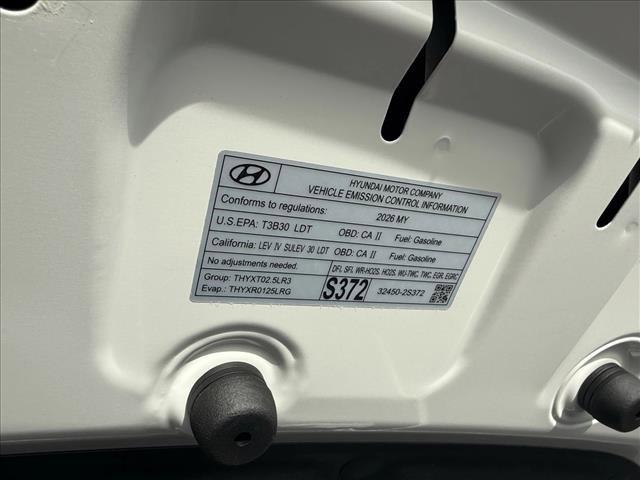 HYUNDAI MOTOR COMPANY
VEHICLE EMISSION CONTROL INFORMATION
Conforms to regulations: 2026 MY
U.S.EPA: T3B30 LDT OBD: CA II Fuel: Gasoline
California: LEV IV SULEV 30 LDT OBD: CA II Fuel: Gasoline
No adjustments needed. DFI, SFI, WR-HO2S, HO2S, WU-TWC, TWC, EGR, EGRC
Group: THYXT02.5LR3
Evap.: THYXR0125LRG
S372 32450-2S372